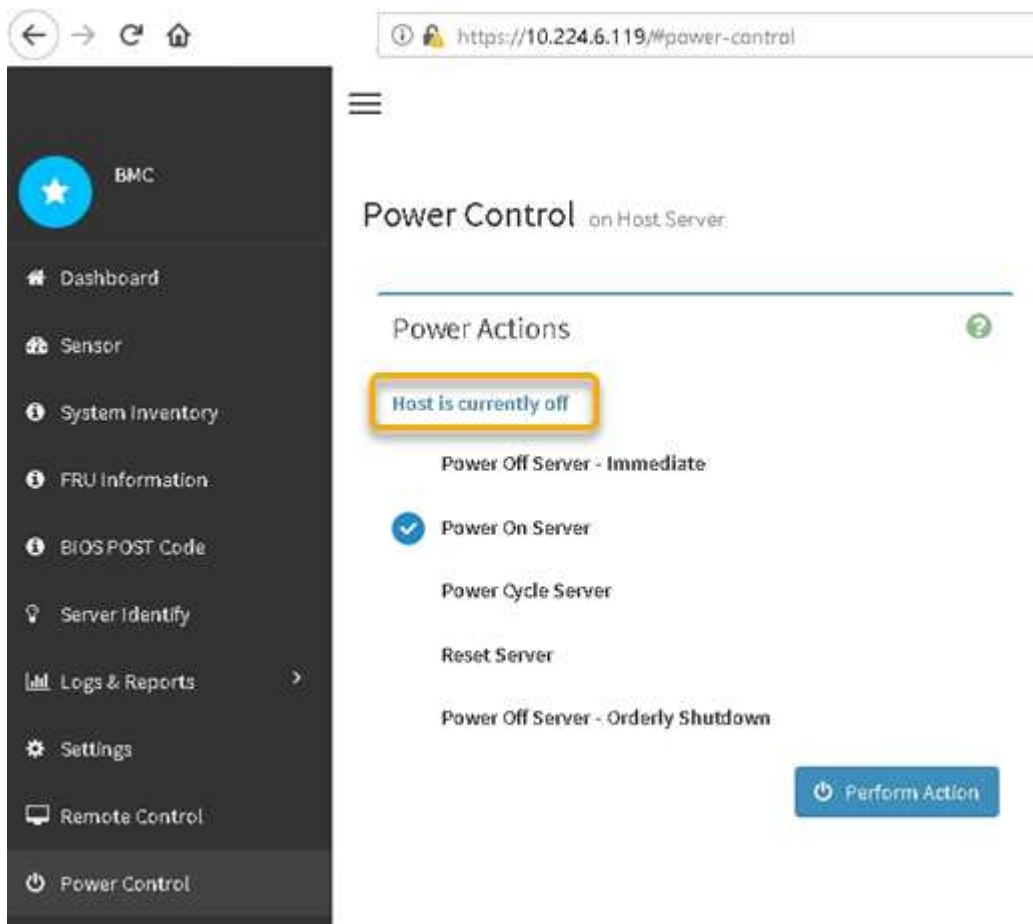 https://10.224.6.119/#power-control
BMC
Dashboard
Sensor
System Inventory
FRU Information
BIOS POST Code
Server Identify
Logs & Reports
Settings
Remote Control
Power Control
Power Control on Host Server
Power Actions
Host is currently off
Power Off Server - Immediate
Power On Server
Power Cycle Server
Reset Server
Power Off Server - Orderly Shutdown
Perform Action